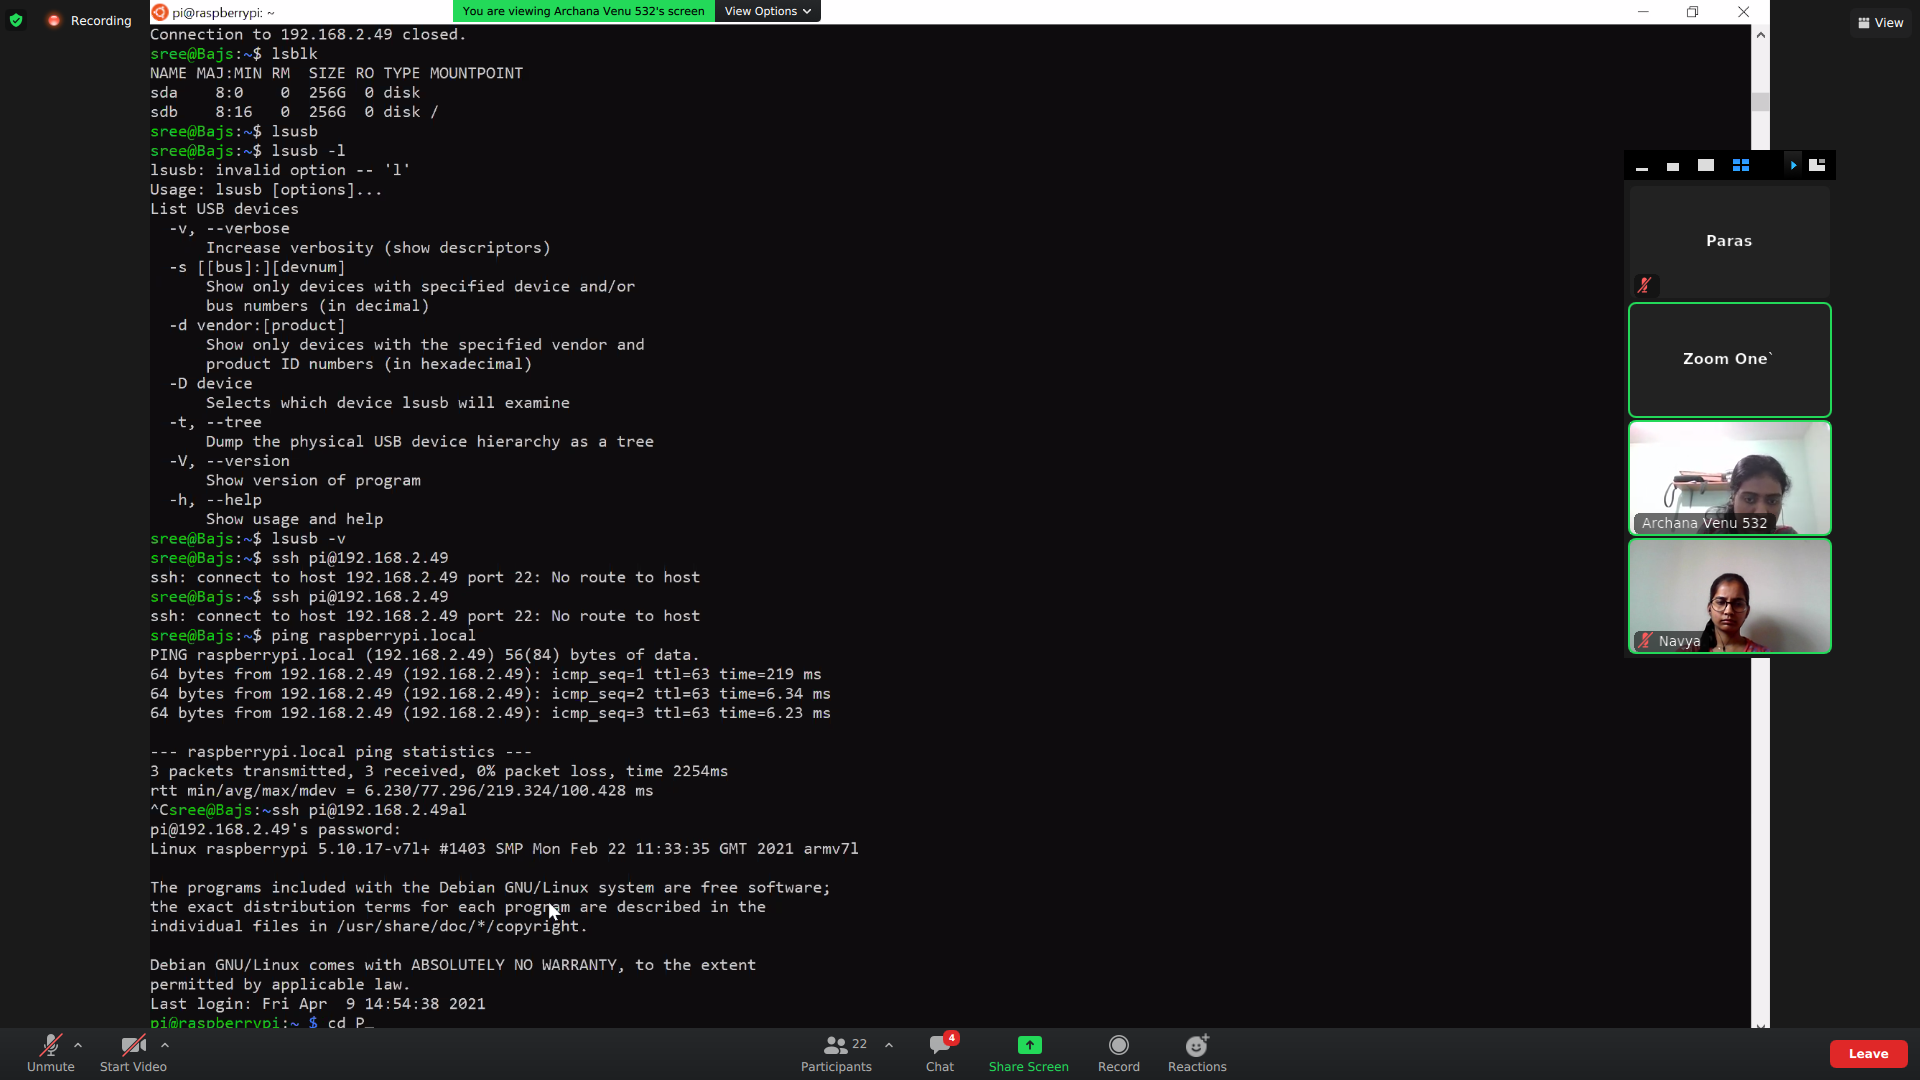 Recording
pi@raspberrypi: ~
You are viewing Archana Venu 532's screen
View Options
View
Connection to 192.168.2.49 closed.
sree@Bajs:~$ lsblk
NAME MAJ:MIN RM  SIZE RO TYPE MOUNTPOINT
sda    8:0    0  256G  0 disk
sdb    8:16   0  256G  0 disk /
sree@Bajs:~$ lsusb
sree@Bajs:~$ lsusb -l
lsusb: invalid option -- 'l'
Usage: lsusb [options]...
List USB devices
  -v, --verbose
      Increase verbosity (show descriptors)
  -s [[bus]:][devnum]
      Show only devices with specified device and/or
      bus numbers (in decimal)
  -d vendor:[product]
      Show only devices with the specified vendor and
      product ID numbers (in hexadecimal)
  -D device
      Selects which device lsusb will examine
  -t, --tree
      Dump the physical USB device hierarchy as a tree
  -V, --version
      Show version of program
  -h, --help
      Show usage and help
sree@Bajs:~$ lsusb -v
sree@Bajs:~$ ssh pi@192.168.2.49
ssh: connect to host 192.168.2.49 port 22: No route to host
sree@Bajs:~$ ssh pi@192.168.2.49
ssh: connect to host 192.168.2.49 port 22: No route to host
sree@Bajs:~$ ping raspberrypi.local
PING raspberrypi.local (192.168.2.49) 56(84) bytes of data.
64 bytes from 192.168.2.49 (192.168.2.49): icmp_seq=1 ttl=63 time=219 ms
64 bytes from 192.168.2.49 (192.168.2.49): icmp_seq=2 ttl=63 time=6.34 ms
64 bytes from 192.168.2.49 (192.168.2.49): icmp_seq=3 ttl=63 time=6.23 ms
--- raspberrypi.local ping statistics ---
3 packets transmitted, 3 received, 0% packet loss, time 2254ms
rtt min/avg/max/mdev = 6.230/77.296/219.324/100.428 ms
^Csree@Bajs:~ssh pi@192.168.2.49al
pi@192.168.2.49's password:
Linux raspberrypi 5.10.17-v7l+ #1403 SMP Mon Feb 22 11:33:35 GMT 2021 armv7l
The programs included with the Debian GNU/Linux system are free software;
the exact distribution terms for each program are described in the
individual files in /usr/share/doc/*/copyright.
Debian GNU/Linux comes with ABSOLUTELY NO WARRANTY, to the extent
permitted by applicable law.
Last login: Fri Apr  9 14:54:38 2021
pi@raspberrypi:~ $ cd P_
Paras
Zoom One`
Archana Venu 532
Navya
Unmute
Start Video
22
Participants
4
Chat
Share Screen
Record
Reactions
Leave